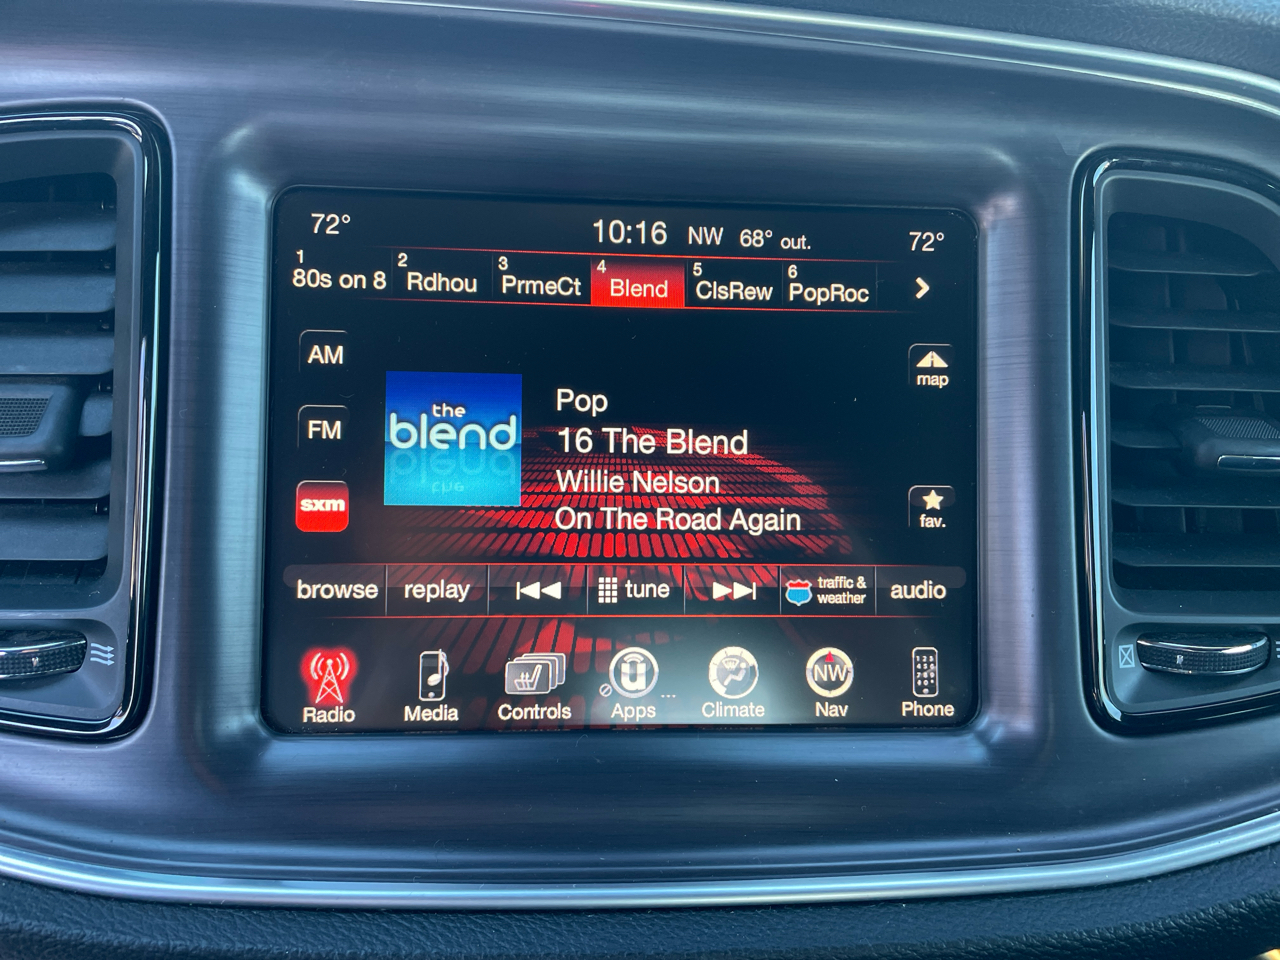 72°
10:16 NW 68° out.
72°
1 80s on 8
2 Rdhou
3 PrmeCt
4 Blend
5 ClsRew
6 PopRoc
AM
FM
sxm
the
blend
Pop
16 The Blend
Willie Nelson
On The Road Again
map
fav.
browse
replay
tune
traffic &
weather
audio
Radio
Media
Controls
Apps
Climate
NW
Nav
Phone